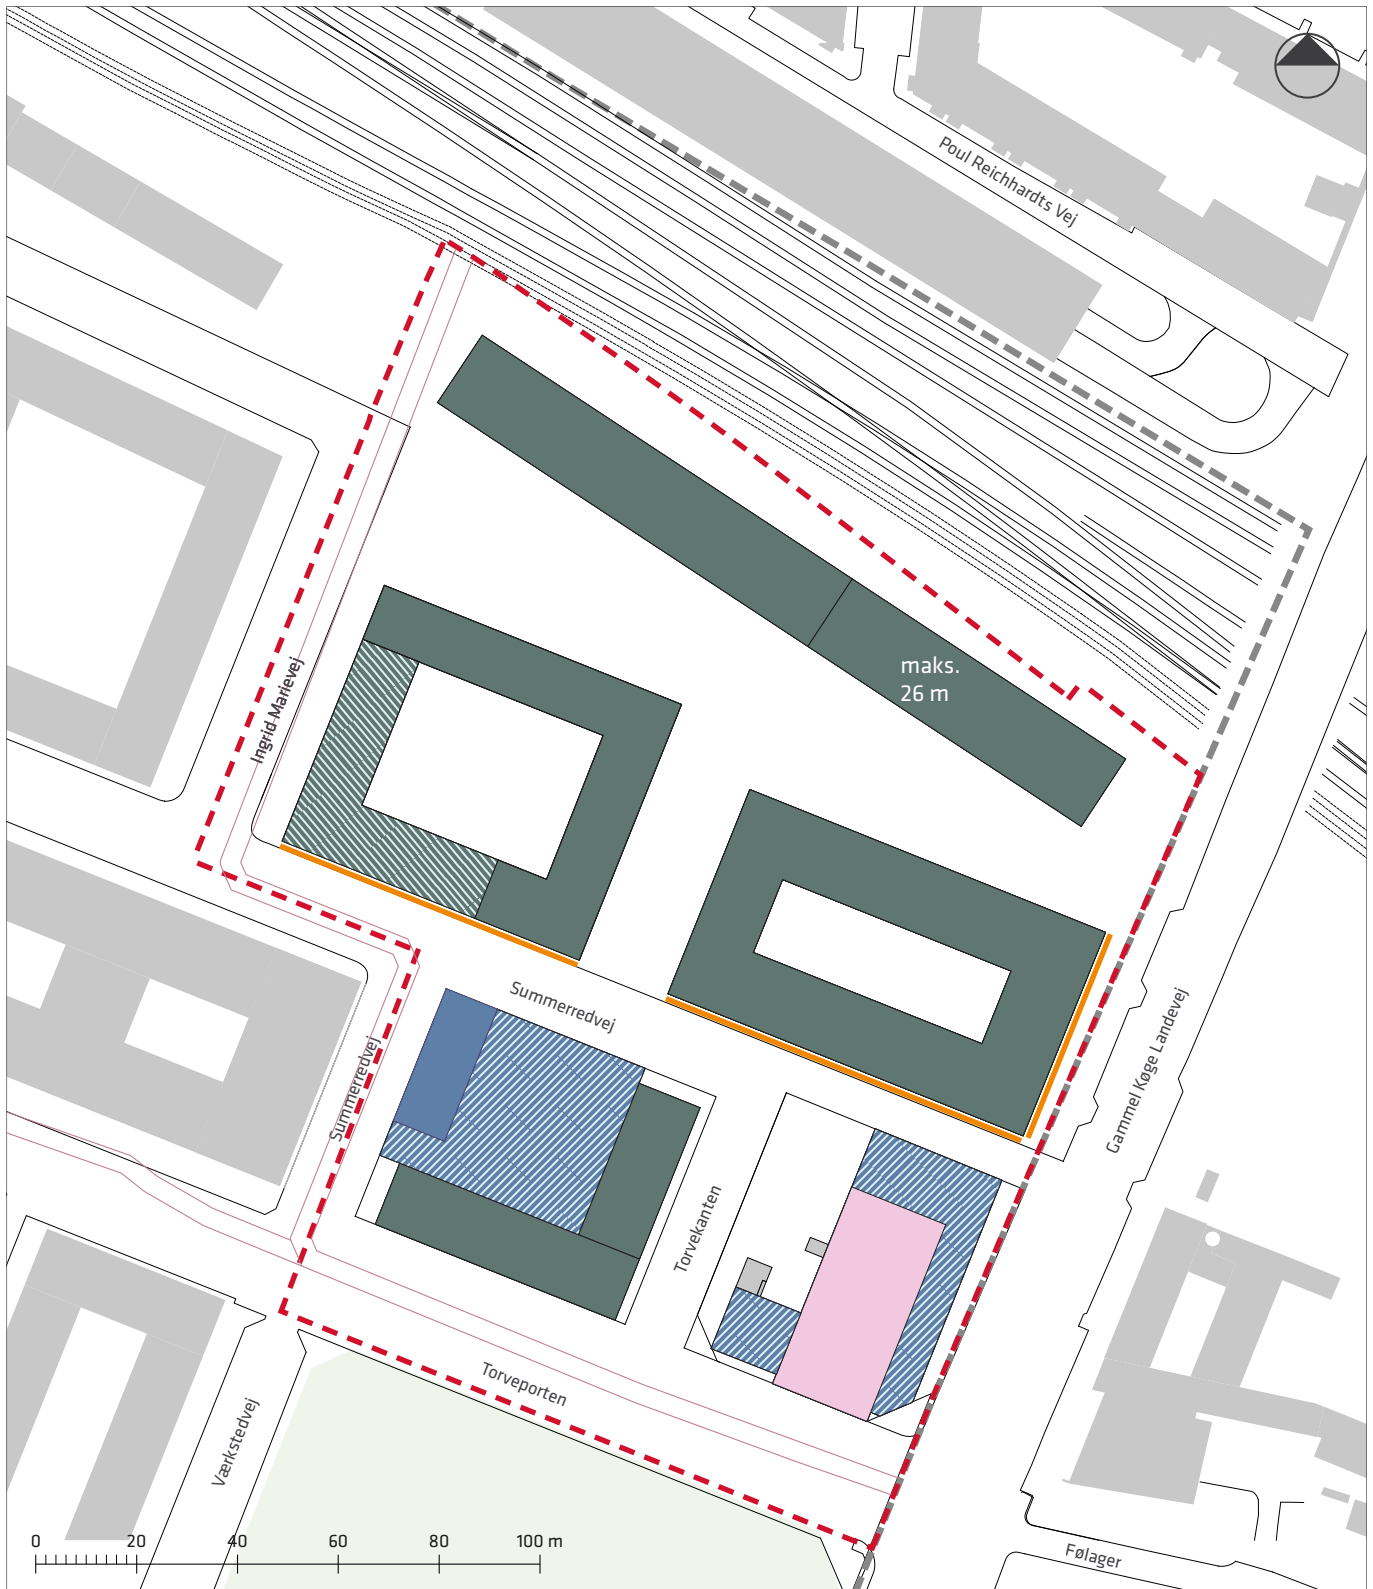 Poul Reichhardts Vej
maks.
26 m
Ingrid Marievej
Summerredvej
Summerredvej
Gammel Køge Landevej
Torvekanten
Torveporten
Værkstedvej
Følager
0 20 40 60 80 100 m